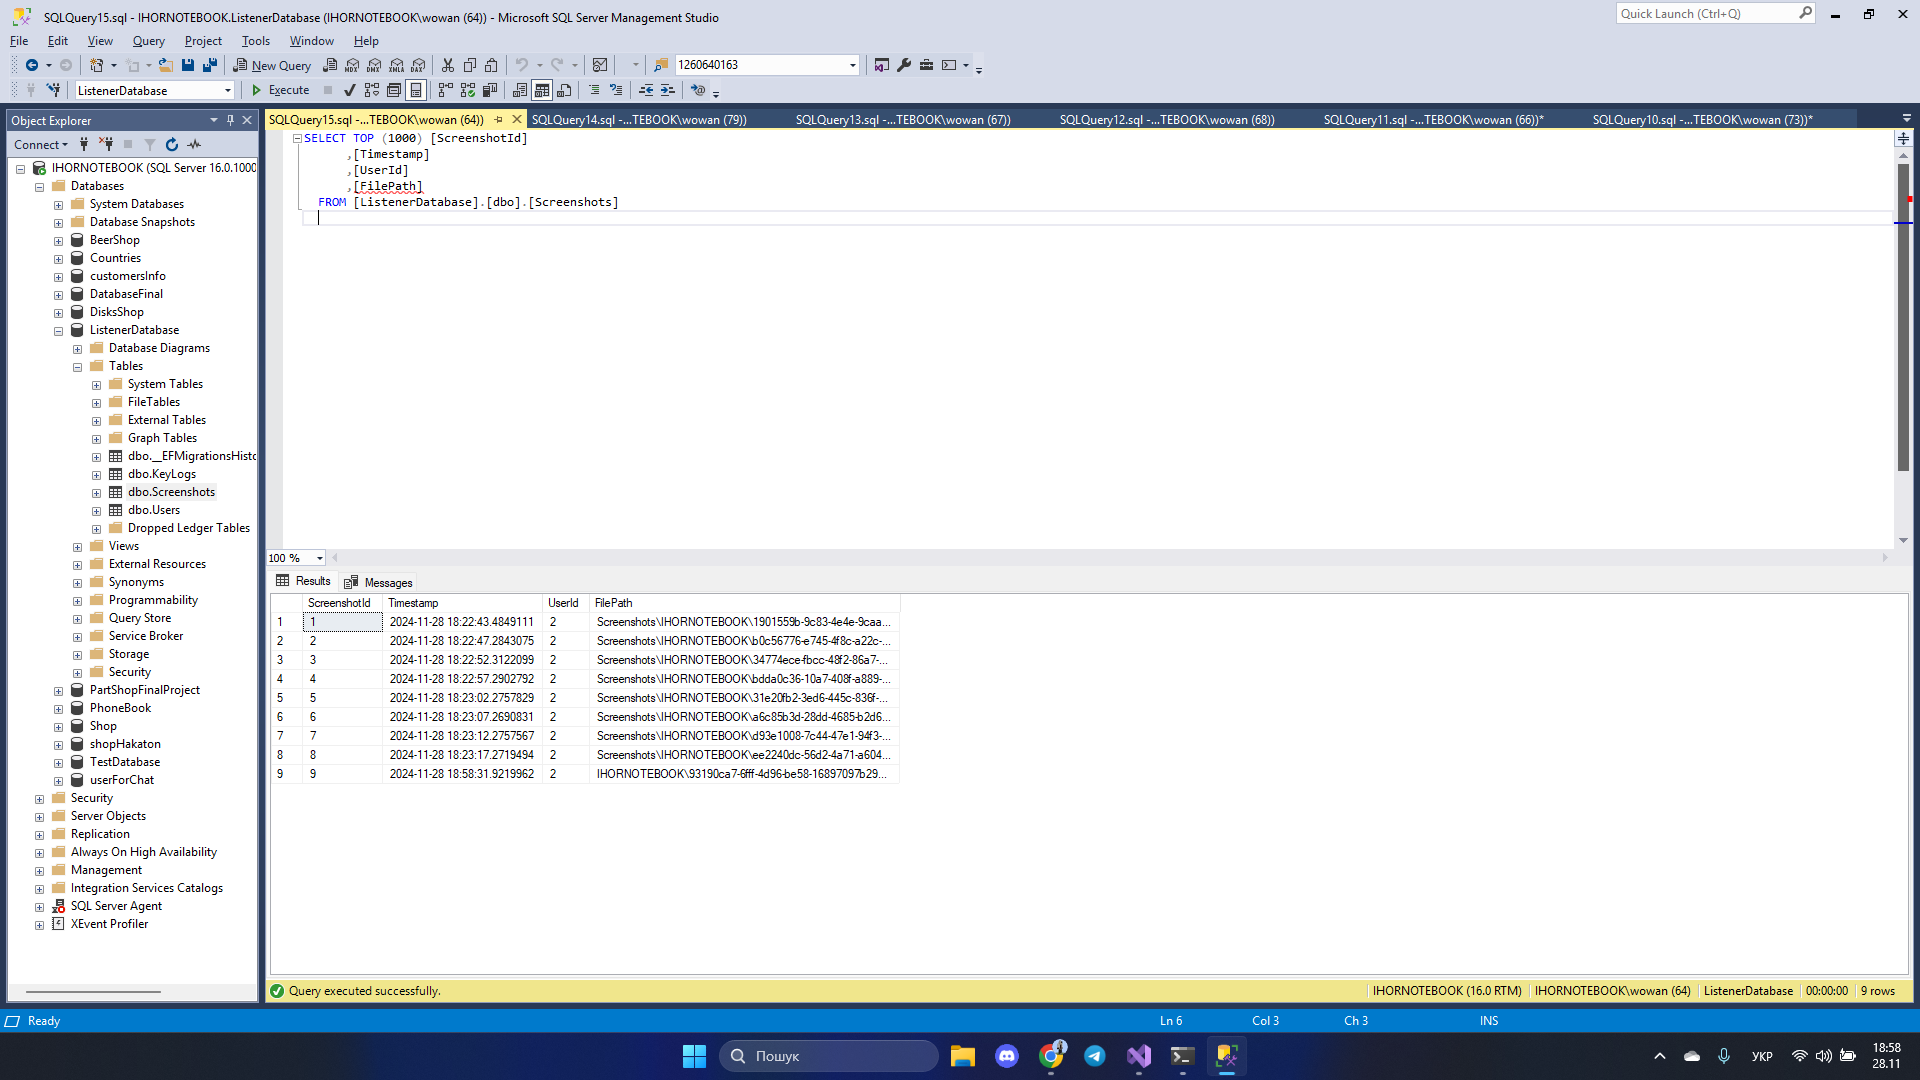 SQLQuery15.sql - IHORNOTEBOOK.ListenerDatabase (IHORNOTEBOOK\wowan (64)) - Microsoft SQL Server Management Studio
Quick Launch (Ctrl+Q)
File Edit View Query Project Tools Window Help
New Query
MDX DMX XMLA DAX
1260640163
ListenerDatabase
Execute
Object Explorer
SQLQuery15.sql -...TEBOOK\wowan (64))
SQLQuery14.sql -...TEBOOK\wowan (79))
SQLQuery13.sql -...TEBOOK\wowan (67))
SQLQuery12.sql -...TEBOOK\wowan (68))
SQLQuery11.sql -...TEBOOK\wowan (66))*
SQLQuery10.sql -...TEBOOK\wowan (73))*
Connect
IHORNOTEBOOK (SQL Server 16.0.1000
Databases
System Databases
Database Snapshots
BeerShop
Countries
customersInfo
DatabaseFinal
DisksShop
ListenerDatabase
Database Diagrams
Tables
System Tables
FileTables
External Tables
Graph Tables
dbo.__EFMigrationsHisto
dbo.KeyLogs
dbo.Screenshots
dbo.Users
Dropped Ledger Tables
Views
External Resources
Synonyms
Programmability
Query Store
Service Broker
Storage
Security
PartShopFinalProject
PhoneBook
Shop
shopHakaton
TestDatabase
userForChat
Security
Server Objects
Replication
Always On High Availability
Management
Integration Services Catalogs
SQL Server Agent
XEvent Profiler
SELECT TOP (1000) [ScreenshotId]
,[Timestamp]
,[UserId]
,[FilePath]
FROM [ListenerDatabase].[dbo].[Screenshots]
100 %
Results Messages
ScreenshotId Timestamp UserId FilePath
1 1 2024-11-28 18:22:43.4849111 2 Screenshots\IHORNOTEBOOK\1901559b-9c83-4e4e-9caa...
2 2 2024-11-28 18:22:47.2843075 2 Screenshots\IHORNOTEBOOK\b0c56776-e745-4f8c-a22c-...
3 3 2024-11-28 18:22:52.3122099 2 Screenshots\IHORNOTEBOOK\34774ece-fbcc-48f2-86a7-...
4 4 2024-11-28 18:22:57.2902792 2 Screenshots\IHORNOTEBOOK\bdda0c36-10a7-408f-a889-...
5 5 2024-11-28 18:23:02.2757829 2 Screenshots\IHORNOTEBOOK\31e20fb2-3ed6-445c-836f-...
6 6 2024-11-28 18:23:07.2690831 2 Screenshots\IHORNOTEBOOK\a6c85b3d-28dd-4685-b2d6...
7 7 2024-11-28 18:23:12.2757567 2 Screenshots\IHORNOTEBOOK\d93e1008-7c44-47e1-94f3-...
8 8 2024-11-28 18:23:17.2719494 2 Screenshots\IHORNOTEBOOK\ee2240dc-56d2-4a71-a604...
9 9 2024-11-28 18:58:31.9219962 2 IHORNOTEBOOK\93190ca7-6fff-4d96-be58-16897097b29...
Query executed successfully.
IHORNOTEBOOK (16.0 RTM) IHORNOTEBOOK\wowan (64) ListenerDatabase 00:00:00 9 rows
Ready
Ln 6 Col 3 Ch 3 INS
Пошук
УКР
18:58
28.11